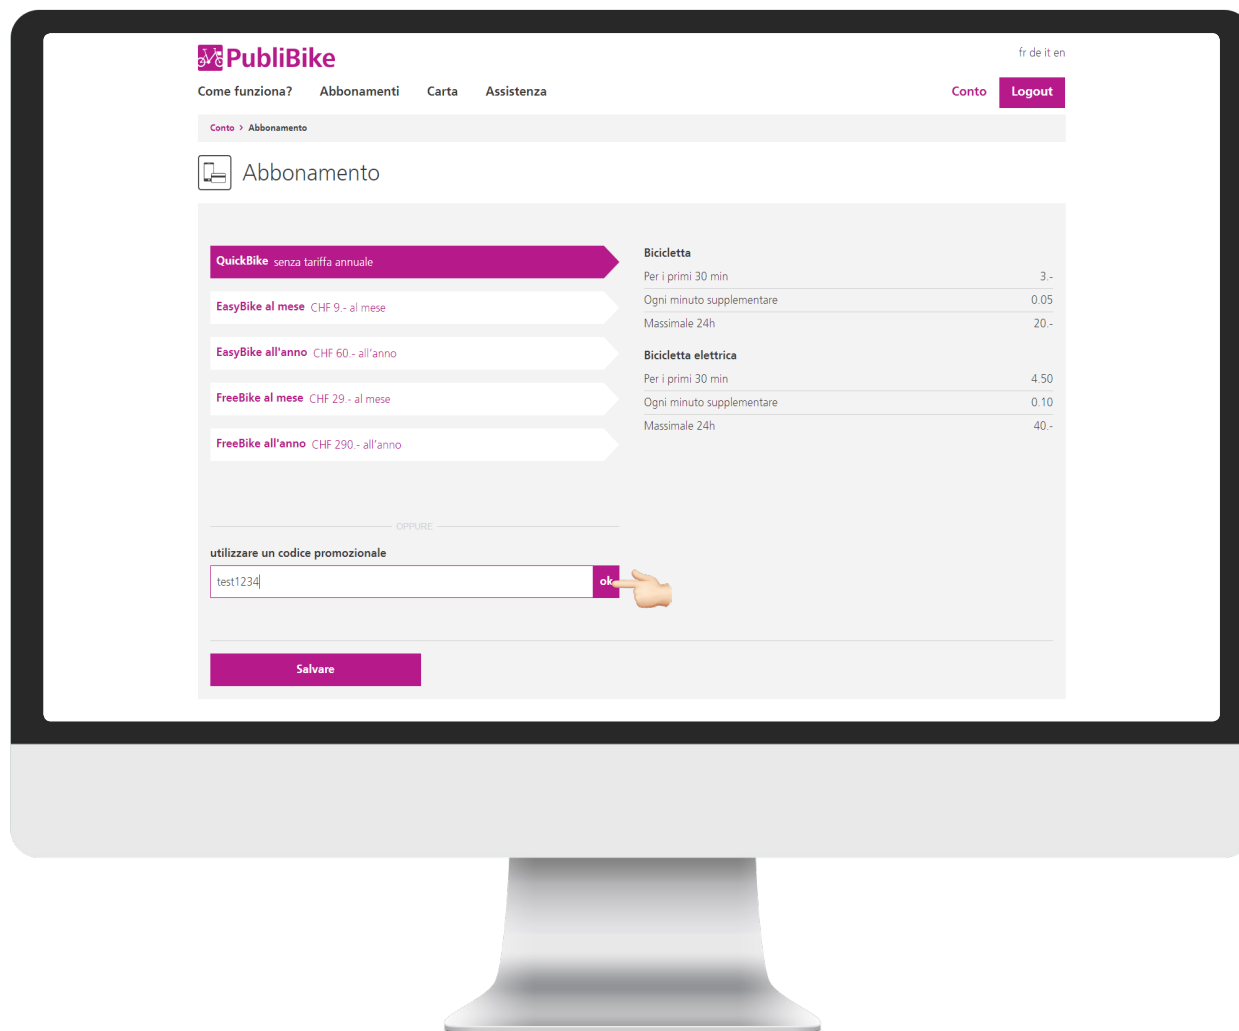 PubliBike
fr de it en
Come funziona? Abbonamenti Carta Assistenza Conto Logout
Conto > Abbonamento
Abbonamento
QuickBike senza tariffa annuale
EasyBike al mese CHF 9.- al mese
EasyBike all'anno CHF 60.- all'anno
FreeBike al mese CHF 29.- al mese
FreeBike all'anno CHF 290.- all'anno
Bicicletta
Per i primi 30 min 3.-
Ogni minuto supplementare 0.05
Massimale 24h 20.-
Bicicletta elettrica
Per i primi 30 min 4.50
Ogni minuto supplementare 0.10
Massimale 24h 40.-
OPPURE
utilizzare un codice promozionale
test1234 ok
Salvare